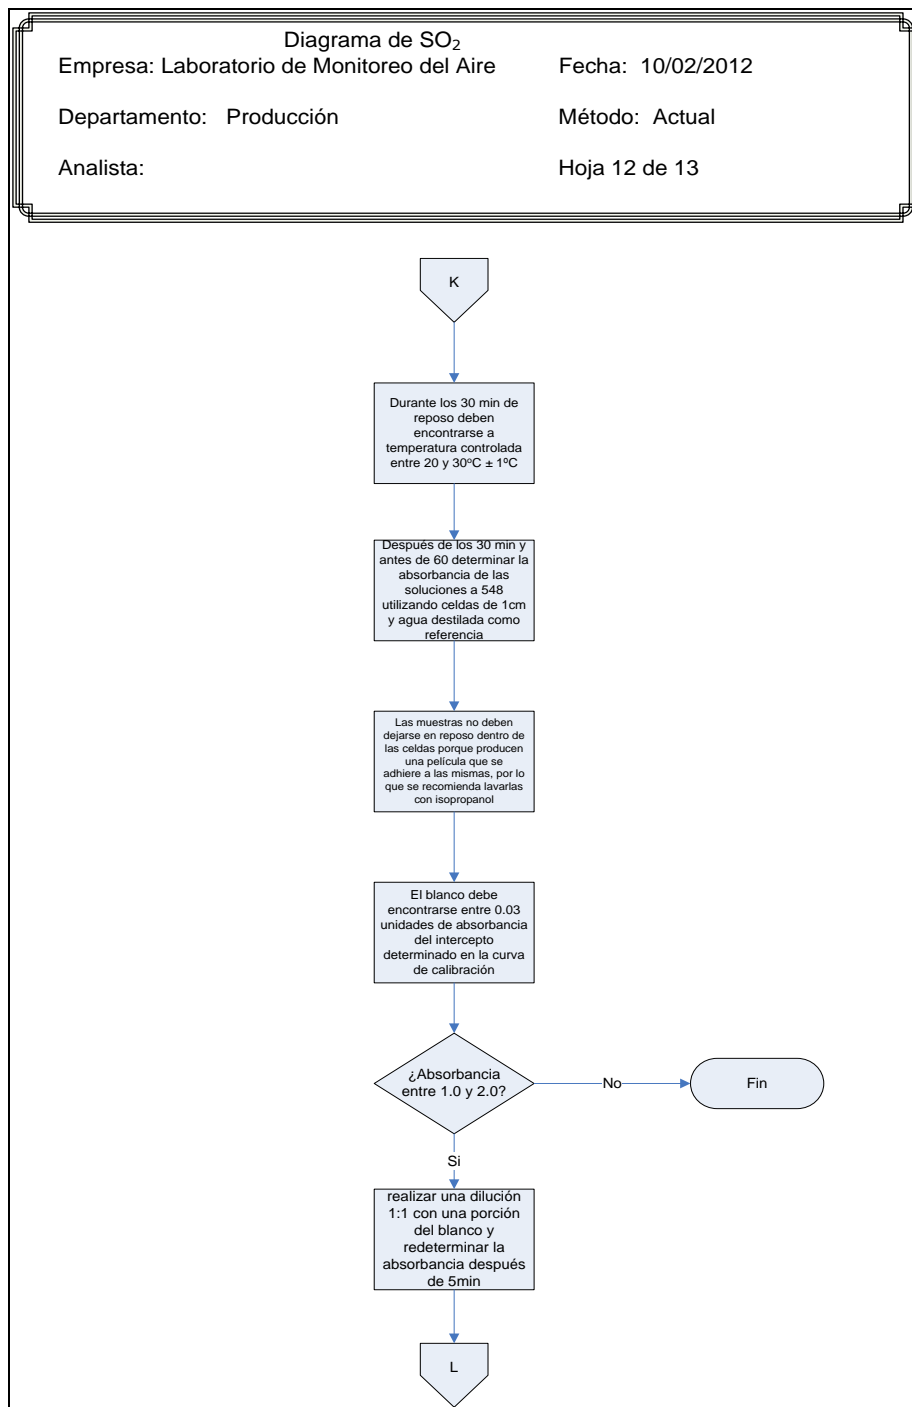 Diagrama de SO₂
Empresa: Laboratorio de Monitoreo del Aire Fecha: 10/02/2012
Departamento: Producción Método: Actual
Analista: Hoja 12 de 13
K
Durante los 30 min de
reposo deben
encontrarse a
temperatura controlada
entre 20 y 30ºC ± 1ºC
Después de los 30 min y
antes de 60 determinar la
absorbancia de las
soluciones a 548
utilizando celdas de 1cm
y agua destilada como
referencia
Las muestras no deben
dejarse en reposo dentro de
las celdas porque producen
una película que se
adhiere a las mismas, por lo
que se recomienda lavarlas
con isopropanol
El blanco debe
encontrarse entre 0.03
unidades de absorbancia
del intercepto
determinado en la curva
de calibración
¿Absorbancia
entre 1.0 y 2.0?
No
Fin
Si
realizar una dilución
1:1 con una porción
del blanco y
redeterminar la
absorbancia después
de 5min
L